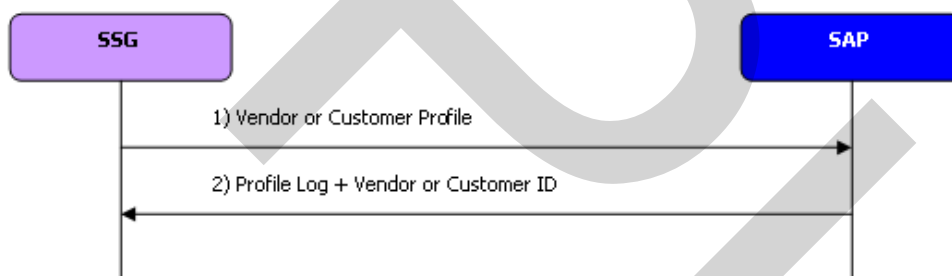 SSG
SAP
1) Vendor or Customer Profile
2) Profile Log + Vendor or Customer ID